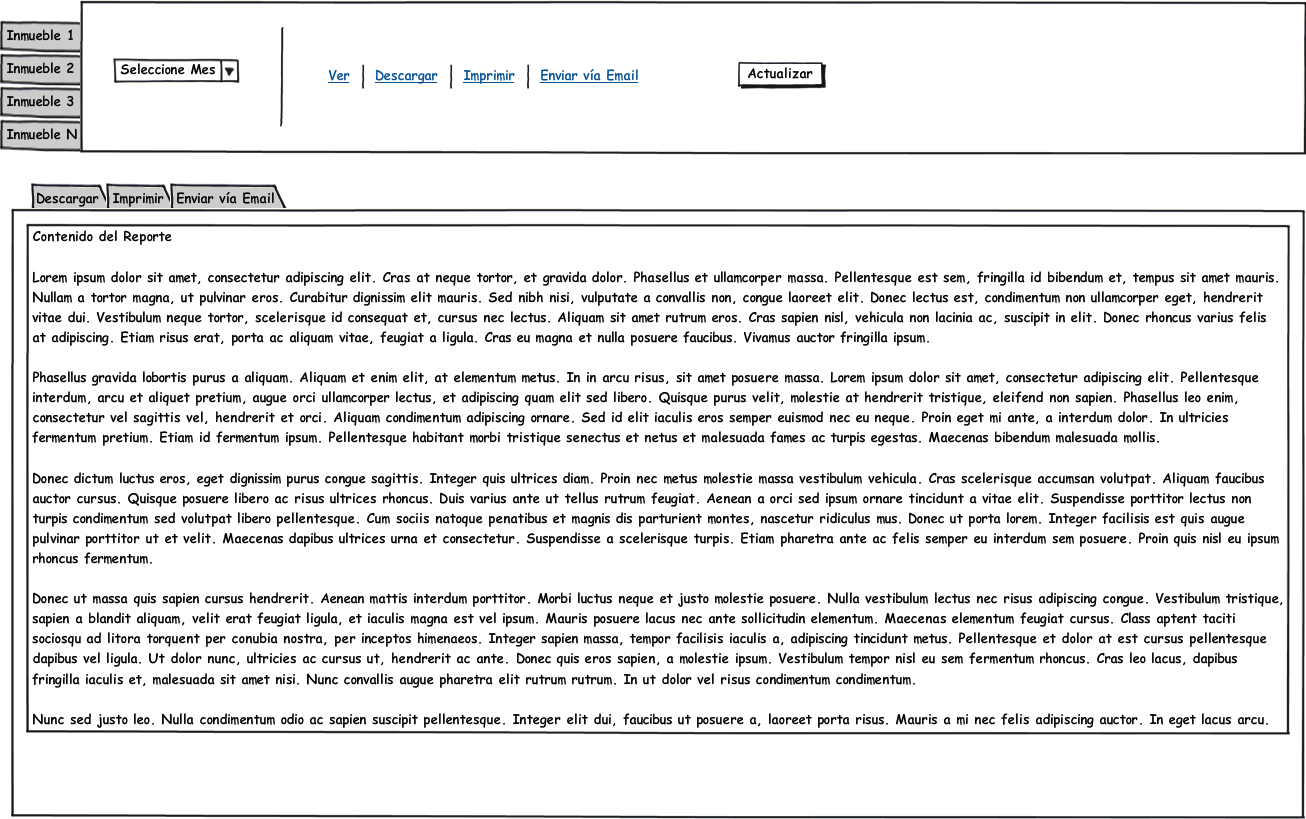 Inmueble 1
Inmueble 2
Inmueble 3
Inmueble N
Seleccione Mes
Ver | Descargar | Imprimir | Enviar vía Email
Actualizar
Descargar Imprimir Enviar vía Email
Contenido del Reporte
Lorem ipsum dolor sit amet, consectetur adipiscing elit. Cras at neque tortor, et gravida dolor. Phasellus et ullamcorper massa. Pellentesque est sem, fringilla id bibendum et, tempus sit amet mauris.
Nullam a tortor magna, ut pulvinar eros. Curabitur dignissim elit mauris. Sed nibh nisi, vulputate a convallis non, congue laoreet elit. Donec lectus est, condimentum non ullamcorper eget, hendrerit
vitae dui. Vestibulum neque tortor, scelerisque id consequat et, cursus nec lectus. Aliquam sit amet rutrum eros. Cras sapien nisl, vehicula non lacinia ac, suscipit in elit. Donec rhoncus varius felis
at adipiscing. Etiam risus erat, porta ac aliquam vitae, feugiat a ligula. Cras eu magna et nulla posuere faucibus. Vivamus auctor fringilla ipsum.
Phasellus gravida lobortis purus a aliquam. Aliquam et enim elit, at elementum metus. In in arcu risus, sit amet posuere massa. Lorem ipsum dolor sit amet, consectetur adipiscing elit. Pellentesque
interdum, arcu et aliquet pretium, augue orci ullamcorper lectus, et adipiscing quam elit sed libero. Quisque purus velit, molestie at hendrerit tristique, eleifend non sapien. Phasellus leo enim,
consectetur vel sagittis vel, hendrerit et orci. Aliquam condimentum adipiscing ornare. Sed id elit iaculis eros semper euismod nec eu neque. Proin eget mi ante, a interdum dolor. In ultricies
fermentum pretium. Etiam id fermentum ipsum. Pellentesque habitant morbi tristique senectus et netus et malesuada fames ac turpis egestas. Maecenas bibendum malesuada mollis.
Donec dictum luctus eros, eget dignissim purus congue sagittis. Integer quis ultrices diam. Proin nec metus molestie massa vestibulum vehicula. Cras scelerisque accumsan volutpat. Aliquam faucibus
auctor cursus. Quisque posuere libero ac risus ultrices rhoncus. Duis varius ante ut tellus rutrum feugiat. Aenean a orci sed ipsum ornare tincidunt a vitae elit. Suspendisse porttitor lectus non
turpis condimentum sed volutpat libero pellentesque. Cum sociis natoque penatibus et magnis dis parturient montes, nascetur ridiculus mus. Donec ut porta lorem. Integer facilisis est quis augue
pulvinar porttitor ut et velit. Maecenas dapibus ultrices urna et consectetur. Suspendisse a scelerisque turpis. Etiam pharetra ante ac felis semper eu interdum sem posuere. Proin quis nisl eu ipsum
rhoncus fermentum.
Donec ut massa quis sapien cursus hendrerit. Aenean mattis interdum porttitor. Morbi luctus neque et justo molestie posuere. Nulla vestibulum lectus nec risus adipiscing congue. Vestibulum tristique,
sapien a blandit aliquam, velit erat feugiat ligula, et iaculis magna est vel ipsum. Mauris posuere lacus nec ante sollicitudin elementum. Maecenas elementum feugiat cursus. Class aptent taciti
sociosqu ad litora torquent per conubia nostra, per inceptos himenaeos. Integer sapien massa, tempor facilisis iaculis a, adipiscing tincidunt metus. Pellentesque et dolor at est cursus pellentesque
dapibus vel ligula. Ut dolor nunc, ultricies ac cursus ut, hendrerit ac ante. Donec quis eros sapien, a molestie ipsum. Vestibulum tempor nisl eu sem fermentum rhoncus. Cras leo lacus, dapibus
fringilla iaculis et, malesuada sit amet nisi. Nunc convallis augue pharetra elit rutrum rutrum. In ut dolor vel risus condimentum condimentum.
Nunc sed justo leo. Nulla condimentum odio ac sapien suscipit pellentesque. Integer elit dui, faucibus ut posuere a, laoreet porta risus. Mauris a mi nec felis adipiscing auctor. In eget lacus arcu.